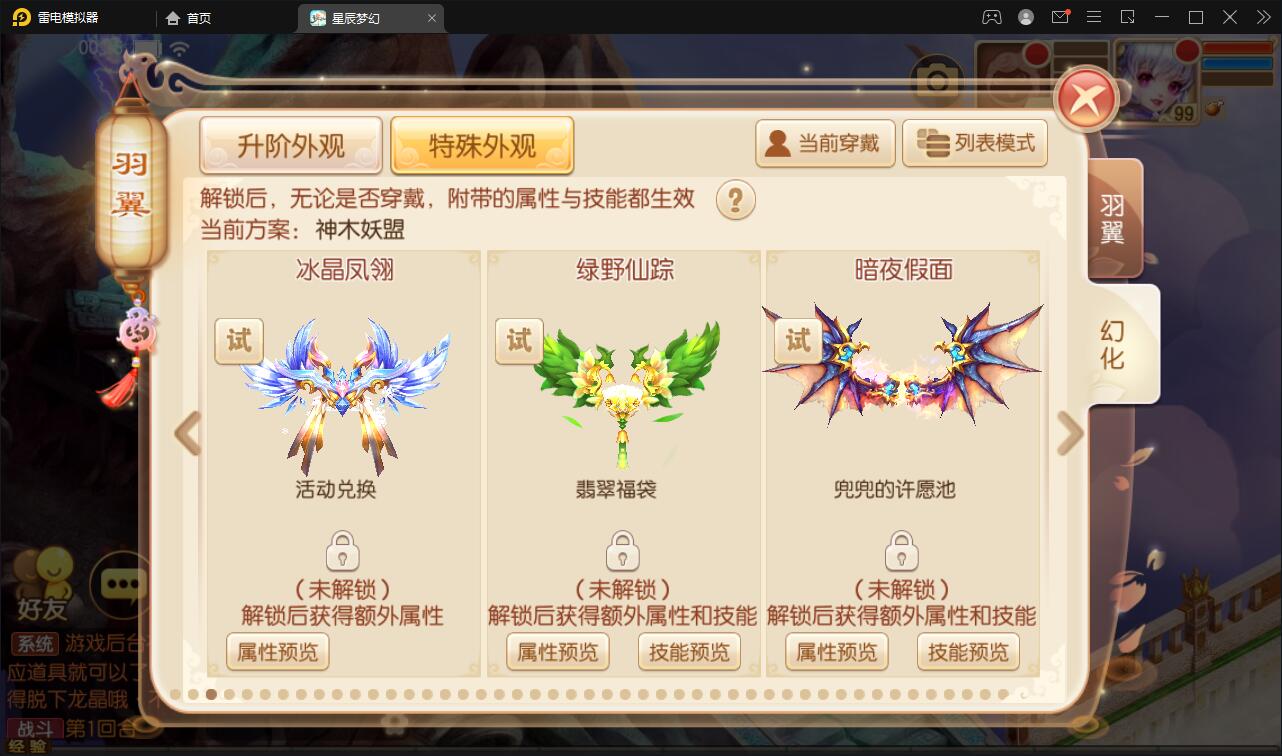 雷电模拟器
首页
星辰梦幻
羽翼
升阶外观
特殊外观
当前穿戴
列表模式
99
解锁后，无论是否穿戴，附带的属性与技能都生效
?
当前方案：神木妖盟
羽翼
幻化
冰晶凤翎
试
活动兑换
（未解锁）
解锁后获得额外属性
属性预览
绿野仙踪
试
翡翠福袋
（未解锁）
解锁后获得额外属性和技能
属性预览
技能预览
暗夜假面
试
兜兜的许愿池
（未解锁）
解锁后获得额外属性和技能
属性预览
技能预览
好友
系统 游戏后台
应道具就可以了
得脱下龙晶哦，不
战斗 第1回合
经验